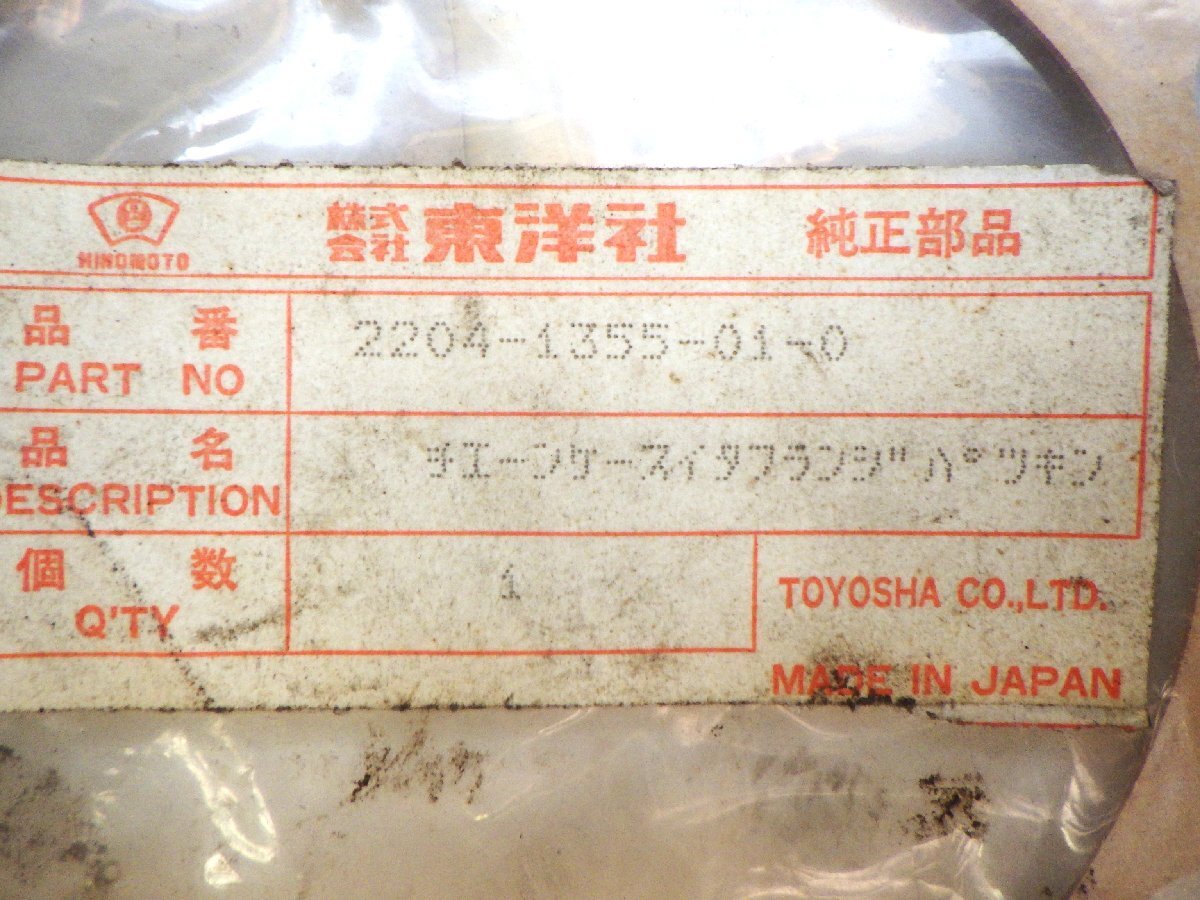 HINOMOTO
株式会社 東洋社 純正部品
品番 2204-1355-01-0
PART NO
品名 チエーンケースイタフランジパツキン
DESCRIPTION
個数 1
Q'TY
TOYOSHA CO.,LTD.
MADE IN JAPAN